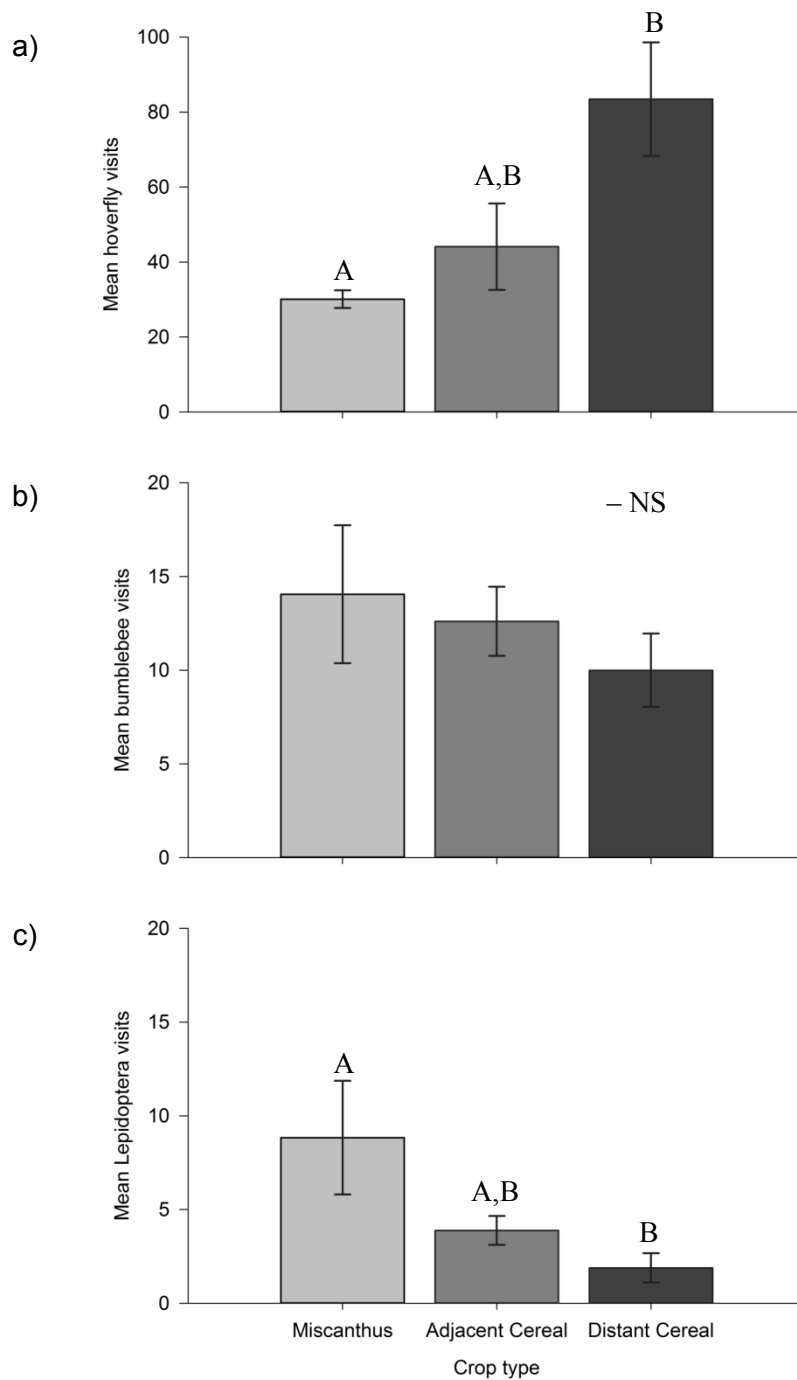 a)
Mean hoverfly visits
100
80
60
40
20
0
A
A,B
B
b)
Mean bumblebee visits
20
15
10
5
0
– NS
c)
Mean Lepidoptera visits
20
15
10
5
0
A
A,B
B
Miscanthus Adjacent Cereal Distant Cereal
Crop type